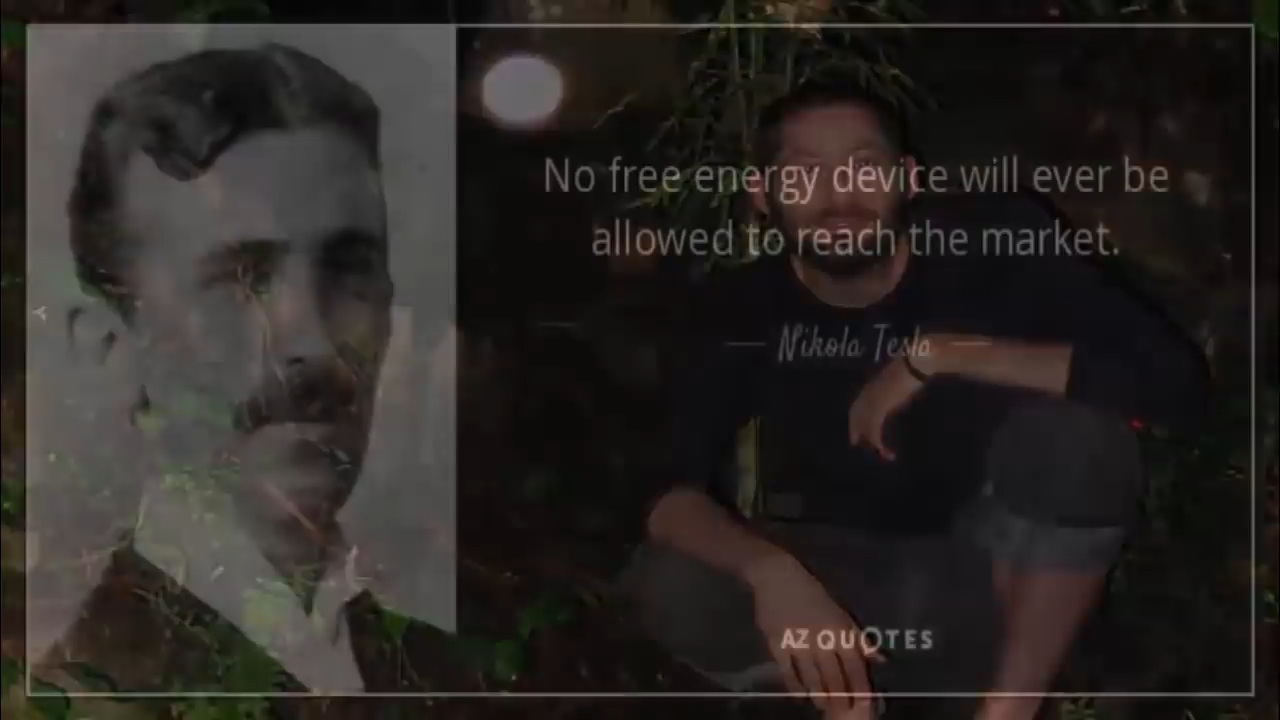 No free energy device will ever be
allowed to reach the market.
Nikola Tesla
AZ QUOTES